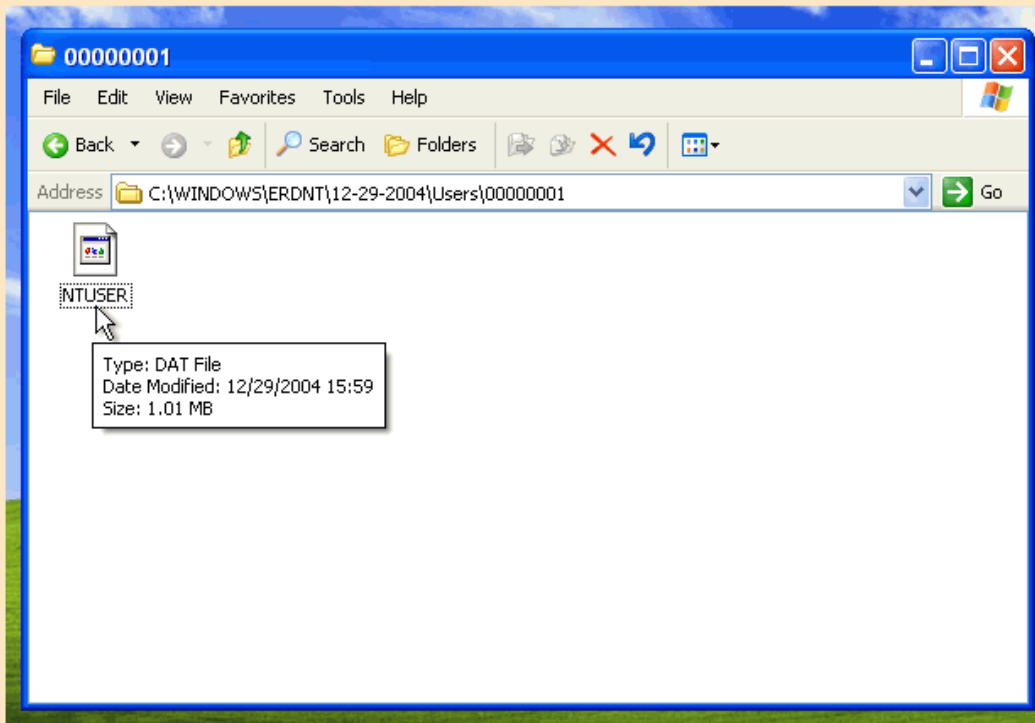 00000001
File Edit View Favorites Tools Help
Back Search Folders
Address C:\WINDOWS\ERDNT\12-29-2004\Users\00000001 Go
NTUSER
Type: DAT File
Date Modified: 12/29/2004 15:59
Size: 1.01 MB